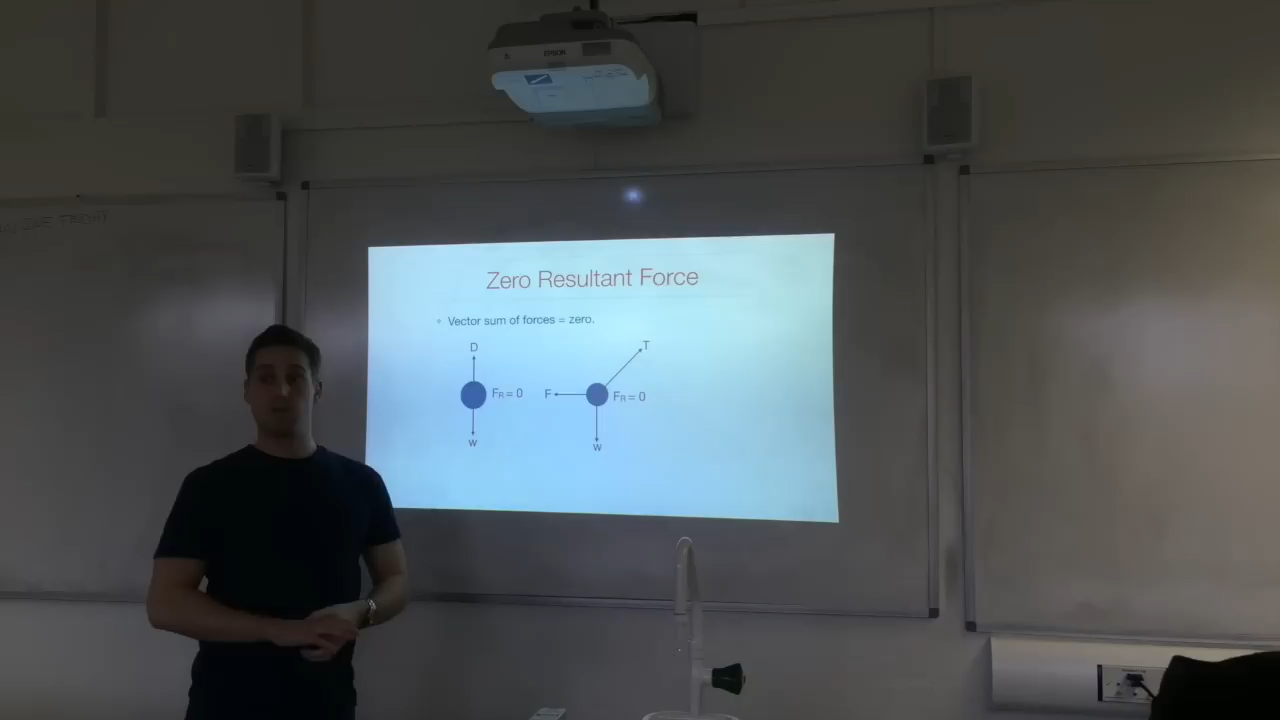 EPSON
Zero Resultant Force
Vector sum of forces = zero.
D
T
FR = 0
F
FR = 0
w
w